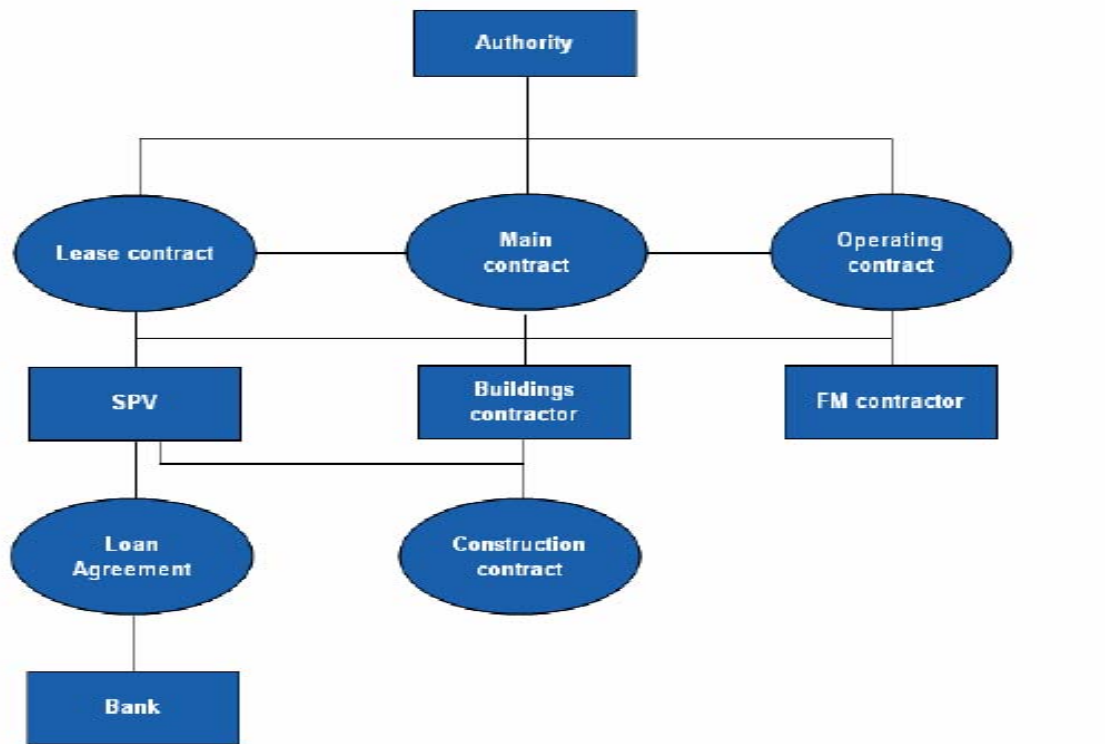 Authority
Lease contract
Main
contract
Operating
contract
SPV
Buildings
contractor
FM contractor
Loan
Agreement
Construction
contract
Bank